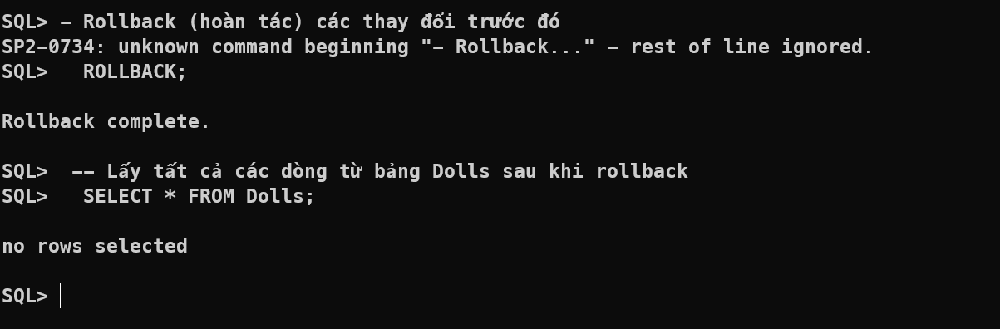 SQL> – Rollback (hoàn tác) các thay đổi trước đó
SP2-0734: unknown command beginning "– Rollback..." - rest of line ignored.
SQL>   ROLLBACK;
Rollback complete.
SQL>  -- Lấy tất cả các dòng từ bảng Dolls sau khi rollback
SQL>   SELECT * FROM Dolls;
no rows selected
SQL>